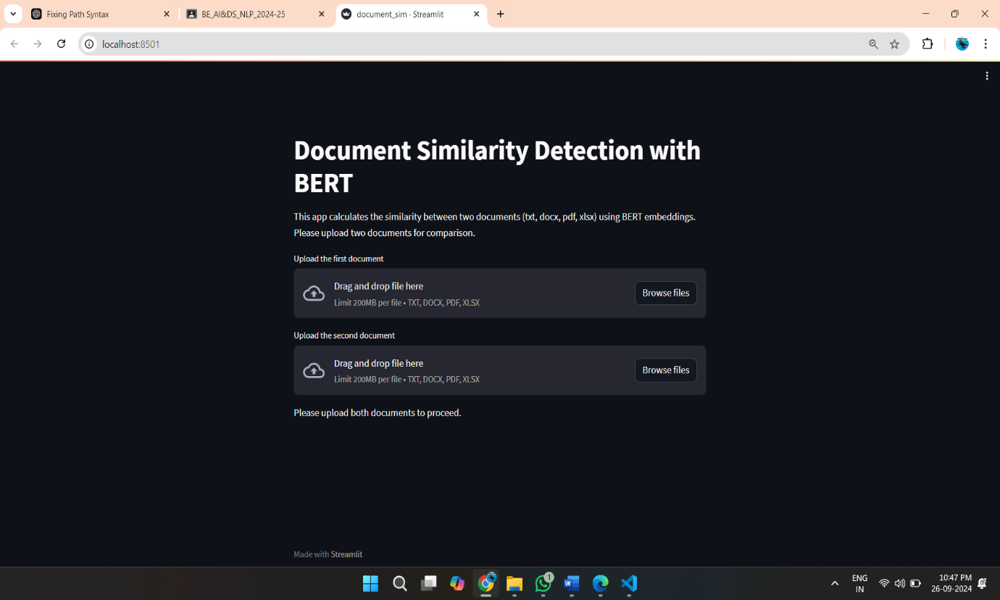 Fixing Path Syntax
BE_AI&DS_NLP_2024-25
document_sim · Streamlit
localhost:8501
Document Similarity Detection with
BERT
This app calculates the similarity between two documents (txt, docx, pdf, xlsx) using BERT embeddings.
Please upload two documents for comparison.
Upload the first document
Drag and drop file here
Limit 200MB per file • TXT, DOCX, PDF, XLSX
Browse files
Upload the second document
Drag and drop file here
Limit 200MB per file • TXT, DOCX, PDF, XLSX
Browse files
Please upload both documents to proceed.
Made with Streamlit
1
W
ENG
IN
10:47 PM
26-09-2024